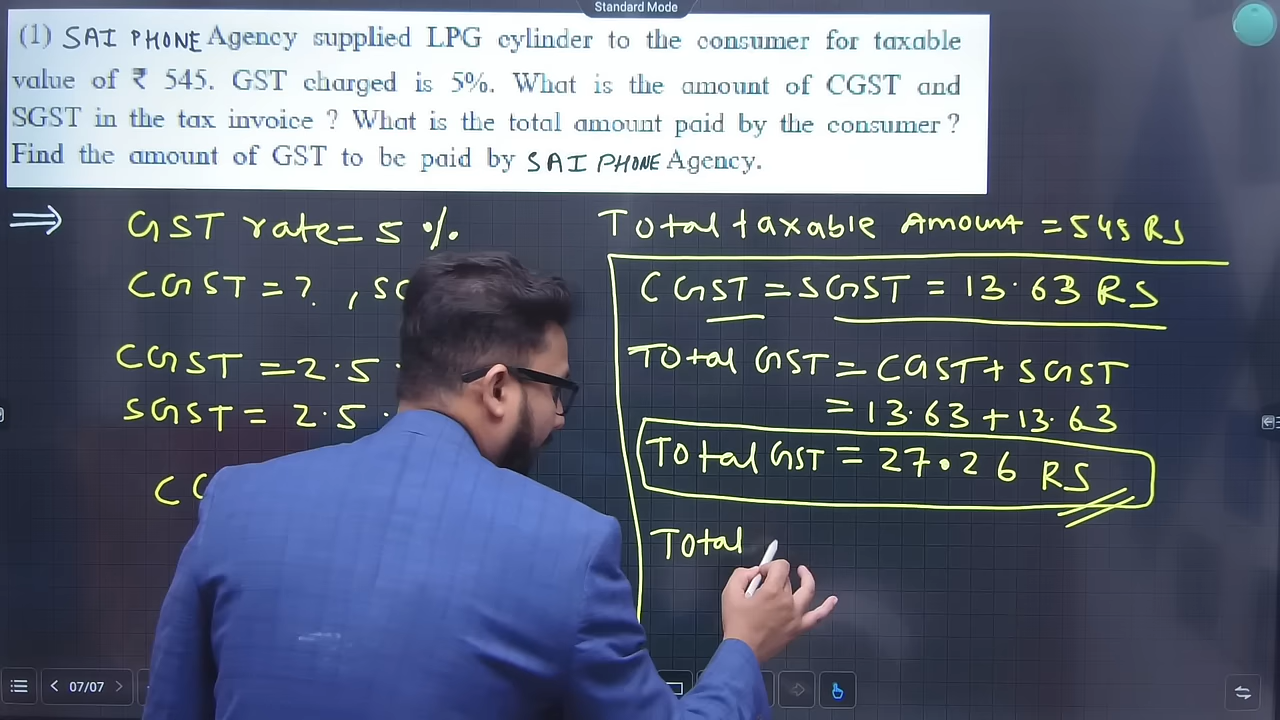 Standard Mode
(1) SAI PHONE Agency supplied LPG cylinder to the consumer for taxable
value of ₹ 545. GST charged is 5%. What is the amount of CGST and
SGST in the tax invoice ? What is the total amount paid by the consumer ?
Find the amount of GST to be paid by SAI PHONE Agency.
⇒ GST rate = 5 %
CGST = ? , SG
CGST = 2.5
SGST = 2.5
CG
Total taxable Amount = 545 RS
CGST = SGST = 13.63 RS
Total GST = CGST + SGST
= 13.63 + 13.63
Total GST = 27.26 RS
Total
07/07